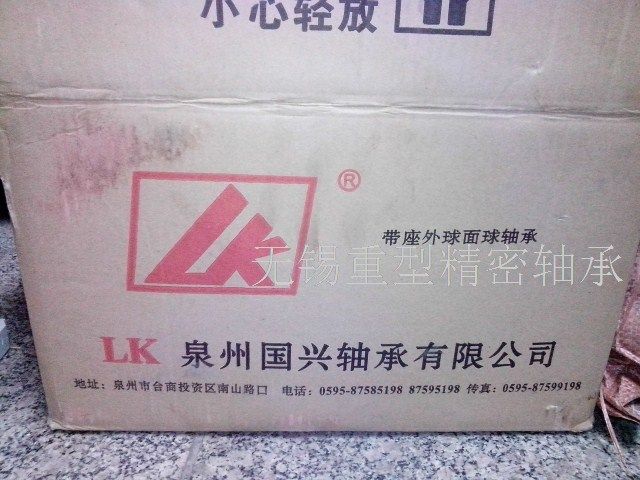 小心轻放
LK
®
带座外球面球轴承
无锡重型精密轴承
LK 泉州国兴轴承有限公司
地址：泉州市台商投资区南山路口 电话：0595-87585198 87595198 传真：0595-87599198